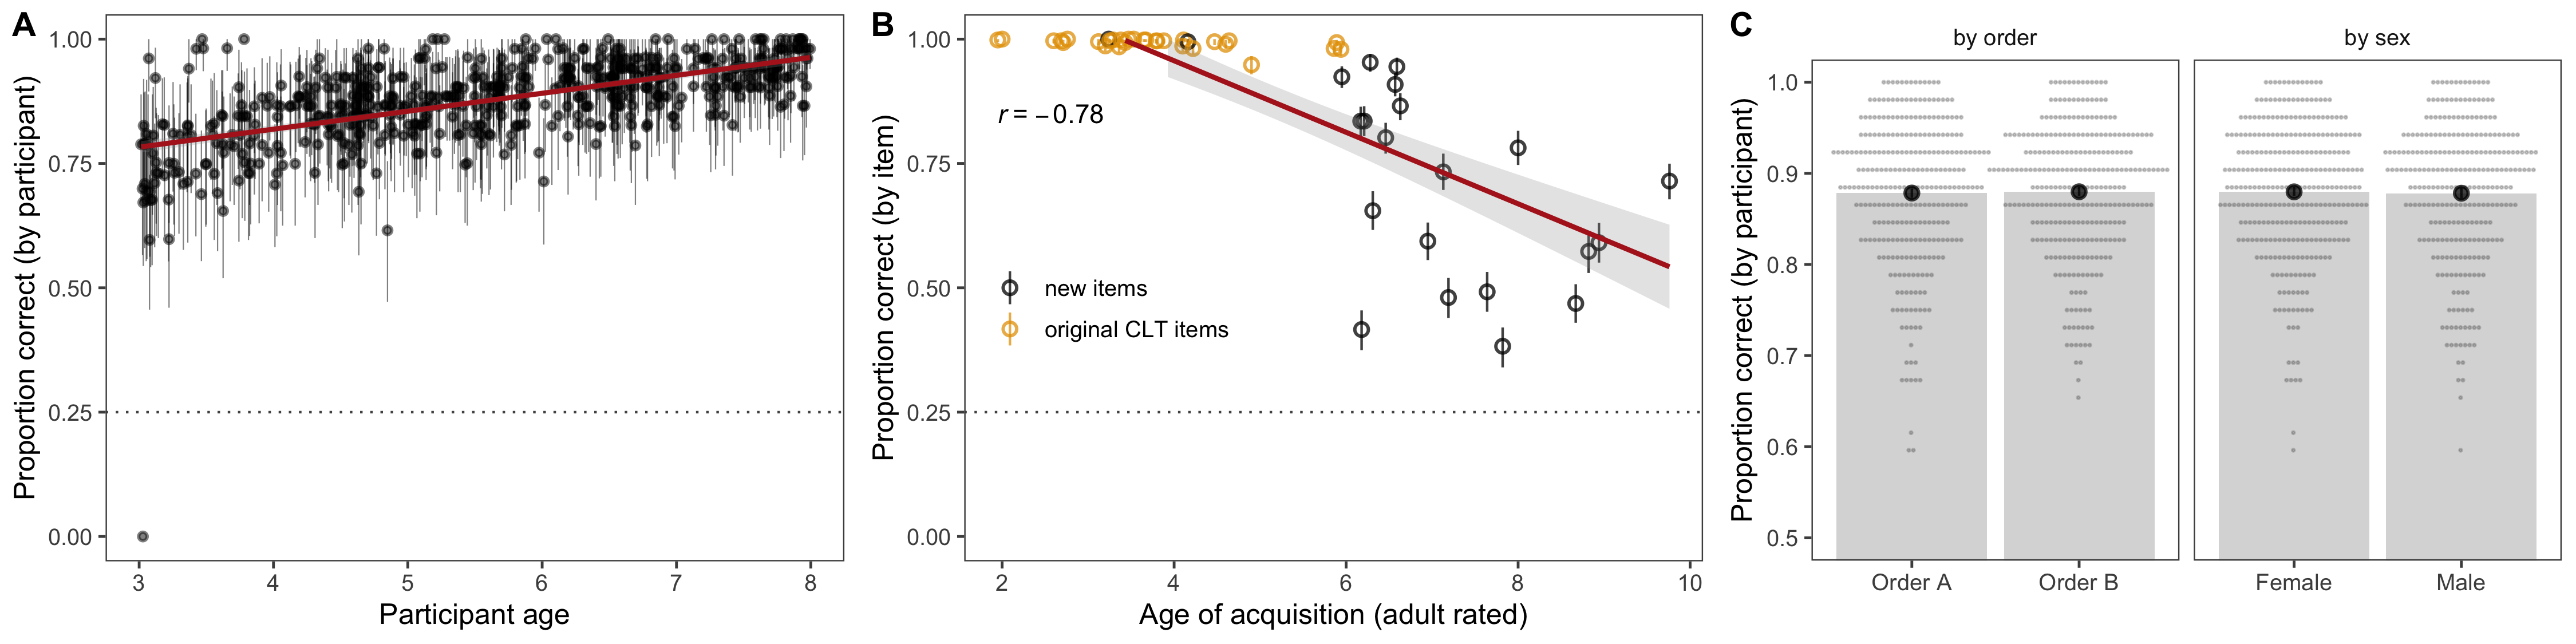 A
Proportion correct (by participant)
1.00
0.75
0.50
0.25
0.00
3 4 5 6 7 8
Participant age
B
Proportion correct (by item)
1.00
0.75
0.50
0.25
0.00
r = −0.78
new items
original CLT items
2 4 6 8 10
Age of acquisition (adult rated)
C
by order by sex
Proportion correct (by participant)
1.0
0.9
0.8
0.7
0.6
0.5
Order A Order B Female Male